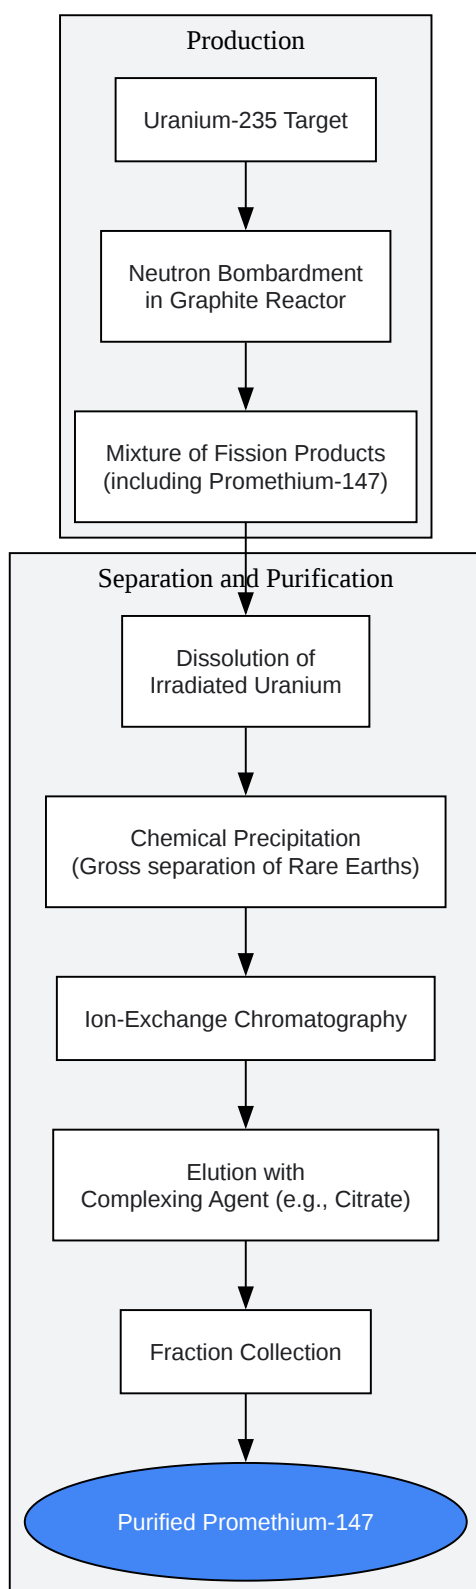 Production
Uranium-235 Target
Neutron Bombardment
in Graphite Reactor
Mixture of Fission Products
(including Promethium-147)
Separation and Purification
Dissolution of
Irradiated Uranium
Chemical Precipitation
(Gross separation of Rare Earths)
Ion-Exchange Chromatography
Elution with
Complexing Agent (e.g., Citrate)
Fraction Collection
Purified Promethium-147